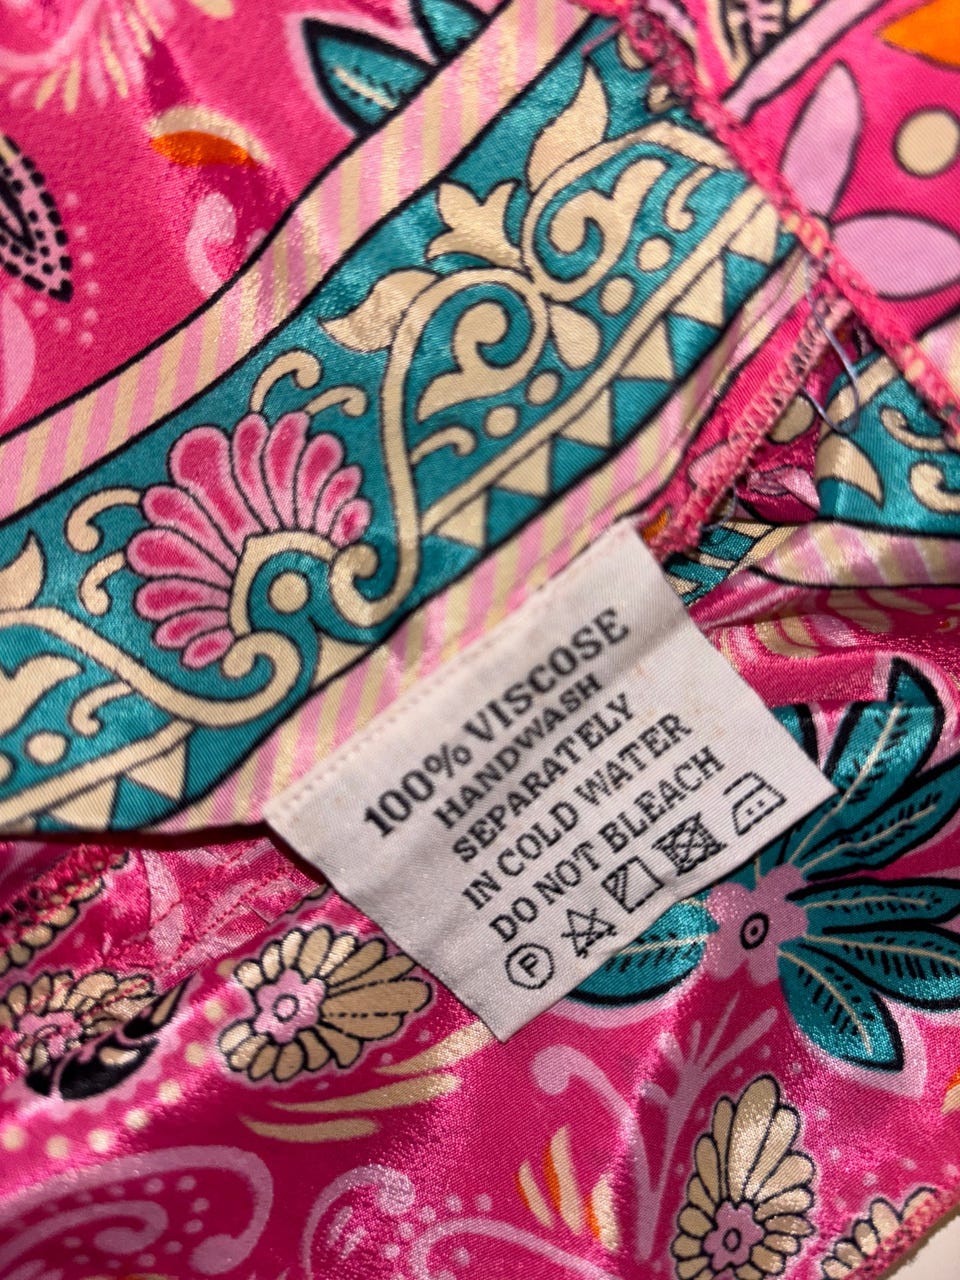 100% VISCOSE
HANDWASH
SEPARATELY
IN COLD WATER
DO NOT BLEACH
P